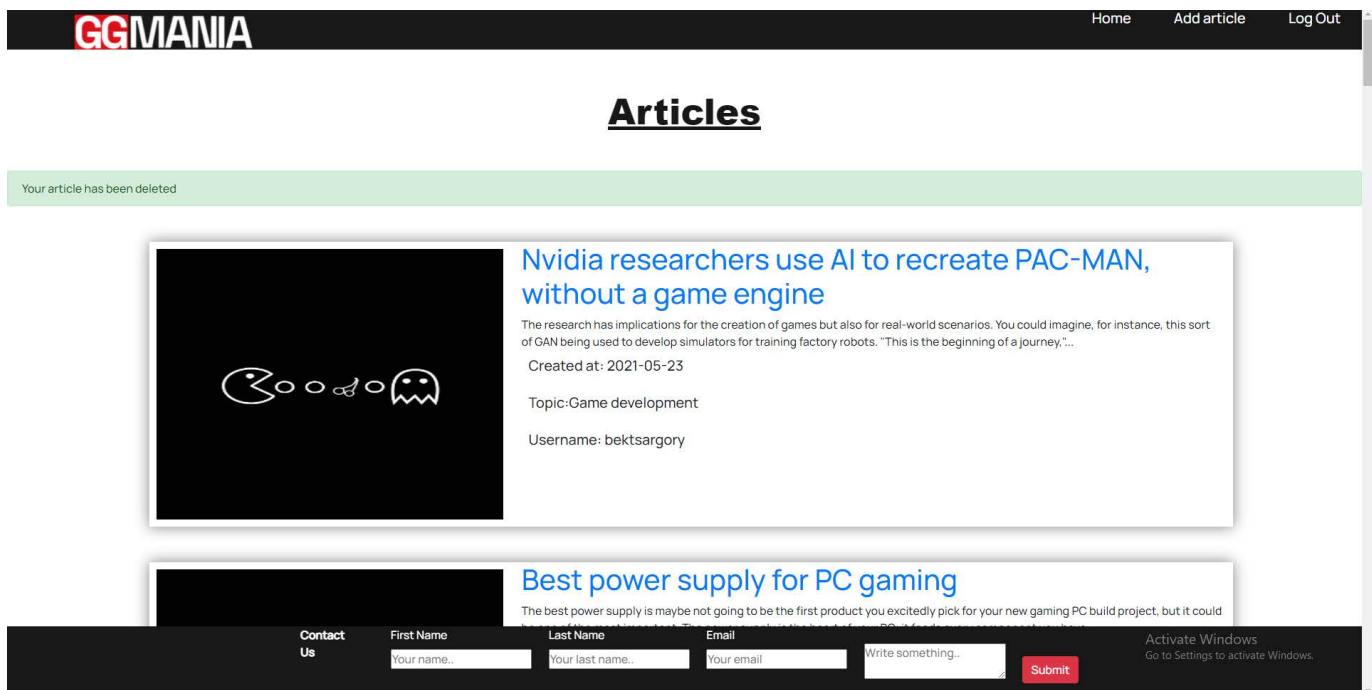 GGMANIA
Home Add article Log Out
Articles
Your article has been deleted
Nvidia researchers use AI to recreate PAC-MAN,
without a game engine
The research has implications for the creation of games but also for real-world scenarios. You could imagine, for instance, this sort
of GAN being used to develop simulators for training factory robots. "This is the beginning of a journey,"...
Created at: 2021-05-23
Topic:Game development
Username: bektsargory
Best power supply for PC gaming
The best power supply is maybe not going to be the first product you excitedly pick for your new gaming PC build project, but it could
Contact
Us
First Name
Your name..
Last Name
Your last name..
Email
Your email
Write something..
Submit
Activate Windows
Go to Settings to activate Windows.